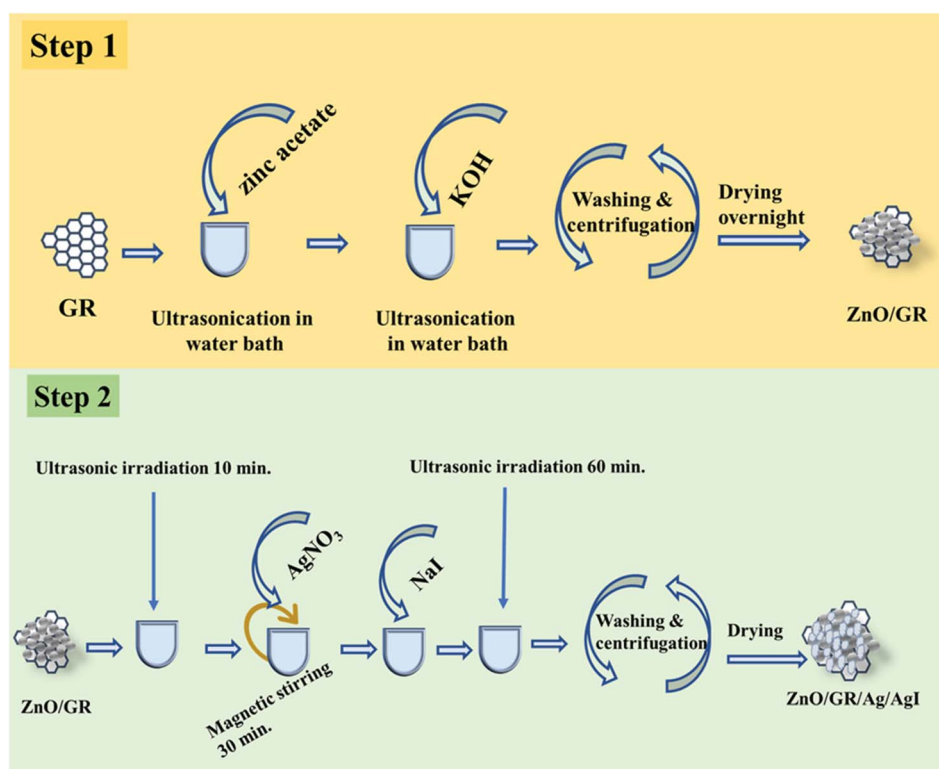 Step 1
zinc acetate
KOH
Washing &
centrifugation
Drying
overnight
GR
Ultrasonication in
water bath
Ultrasonication
in water bath
ZnO/GR
Step 2
Ultrasonic irradiation 10 min.
Ultrasonic irradiation 60 min.
AgNO₃
NaI
Washing &
centrifugation
Drying
ZnO/GR
Magnetic stirring
30 min.
ZnO/GR/Ag/AgI